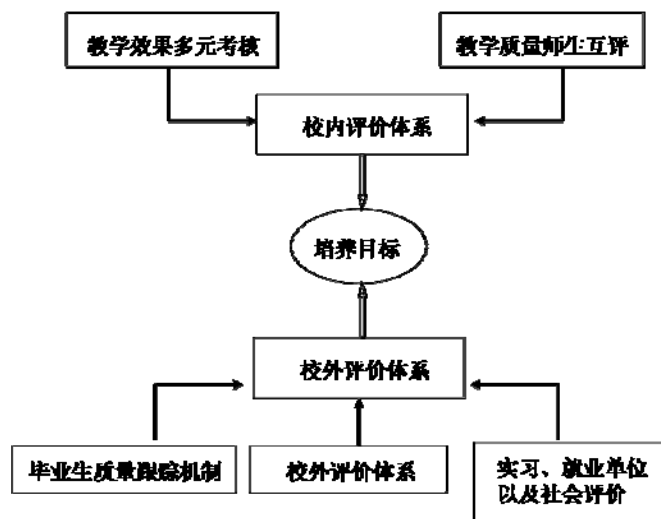 教学效果多元考核
教学质量师生互评
校内评价体系
培养目标
校外评价体系
毕业生质量跟踪机制
校外评价体系
实习、就业单位
以及社会评价